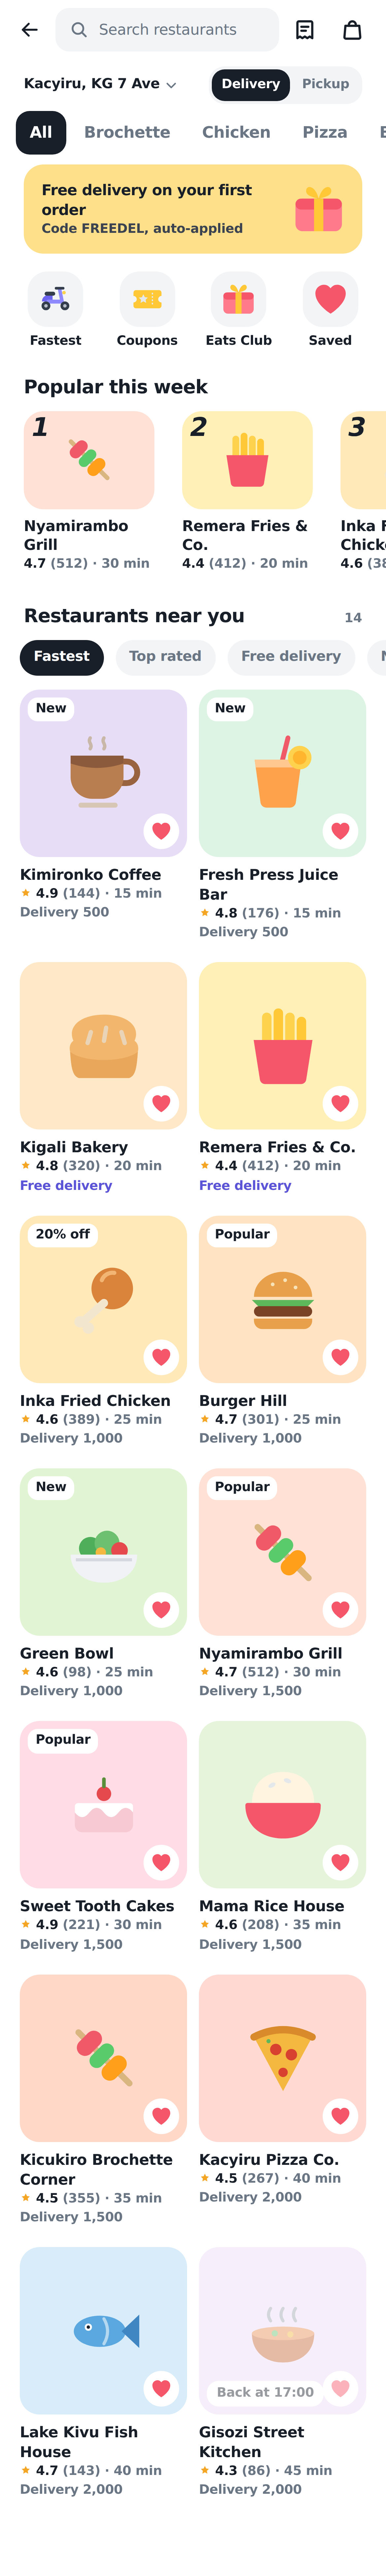 Search restaurants
Kacyiru, KG 7 Ave
Delivery
Pickup
All
Brochette
Chicken
Pizza
Free delivery on your first
order
Code FREEDEL, auto-applied
Fastest
Coupons
Eats Club
Saved
Popular this week
1
2
3
Nyamirambo
Grill
4.7 (512) · 30 min
Remera Fries &
Co.
4.4 (412) · 20 min
Inka
4.6
Restaurants near you
14
Fastest
Top rated
Free delivery
New
Kimironko Coffee
4.9 (144) · 15 min
Delivery 500
New
Fresh Press Juice
Bar
4.8 (176) · 15 min
Delivery 500
Kigali Bakery
4.8 (320) · 20 min
Free delivery
Remera Fries & Co.
4.4 (412) · 20 min
Free delivery
20% off
Inka Fried Chicken
4.6 (389) · 25 min
Delivery 1,000
Popular
Burger Hill
4.7 (301) · 25 min
Delivery 1,000
New
Green Bowl
4.6 (98) · 25 min
Delivery 1,000
Popular
Nyamirambo Grill
4.7 (512) · 30 min
Delivery 1,500
Popular
Sweet Tooth Cakes
4.9 (221) · 30 min
Delivery 1,500
Mama Rice House
4.6 (208) · 35 min
Delivery 1,500
Kicukiro Brochette
Corner
4.5 (355) · 35 min
Delivery 1,500
Kacyiru Pizza Co.
4.5 (267) · 40 min
Delivery 2,000
Lake Kivu Fish
House
4.7 (143) · 40 min
Delivery 2,000
Back at 17:00
Gisozi Street
Kitchen
4.3 (86) · 45 min
Delivery 2,000